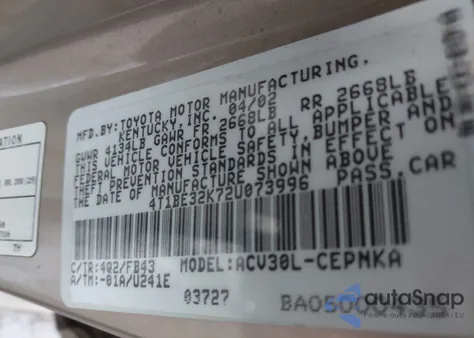 MFD.BY:TOYOTA MOTOR MANUFACTURING,
KENTUCKY, INC. 04/02
GVWR 4134LB GAWR FR 2668LB RR 2668LB
THIS VEHICLE CONFORMS TO ALL APPLICABLE
FEDERAL MOTOR VEHICLE SAFETY,BUMPER AND
THEFT PREVENTION STANDARDS IN EFFECT ON
THE DATE OF MANUFACTURE SHOWN ABOVE
4T1BE32K72U073996 PASS.CAR
C/TR:4Q2/FB43 MODEL:ACV30L-CEPNKA
A/TM:-01A/U241E
03727
autoSnap